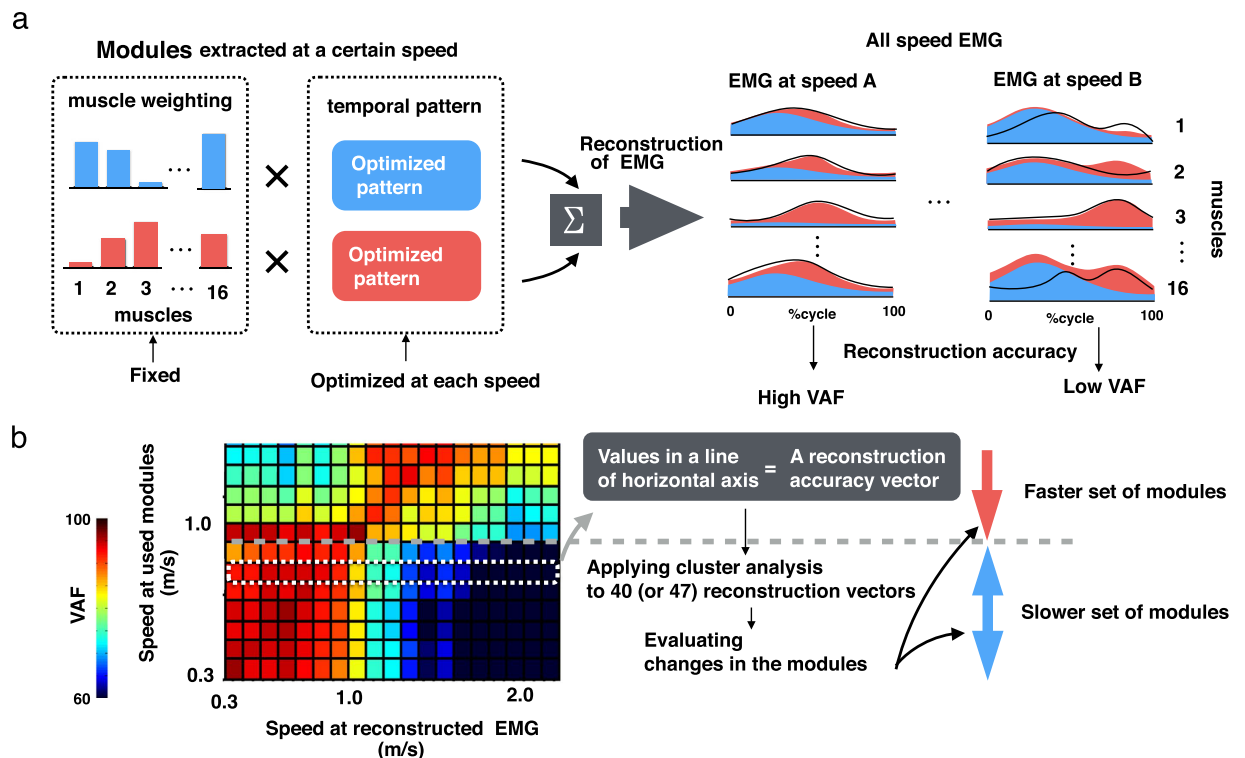 a
Modules extracted at a certain speed
muscle weighting
...
...
1 2 3 16
muscles
Fixed
×
×
temporal pattern
Optimized
pattern
Optimized
pattern
Optimized at each speed
Σ
Reconstruction
of EMG
All speed EMG
EMG at speed A
EMG at speed B
...
1
2
3
16
muscles
0 %cycle 100
0 %cycle 100
Reconstruction accuracy
High VAF
Low VAF
b
100
VAF
60
Speed at used modules
(m/s)
1.0
0.3
0.3 1.0 2.0
Speed at reconstructed EMG
(m/s)
Values in a line
of horizontal axis
=
A reconstruction
accuracy vector
Applying cluster analysis
to 40 (or 47) reconstruction vectors
Evaluating
changes in the modules
Faster set of modules
Slower set of modules